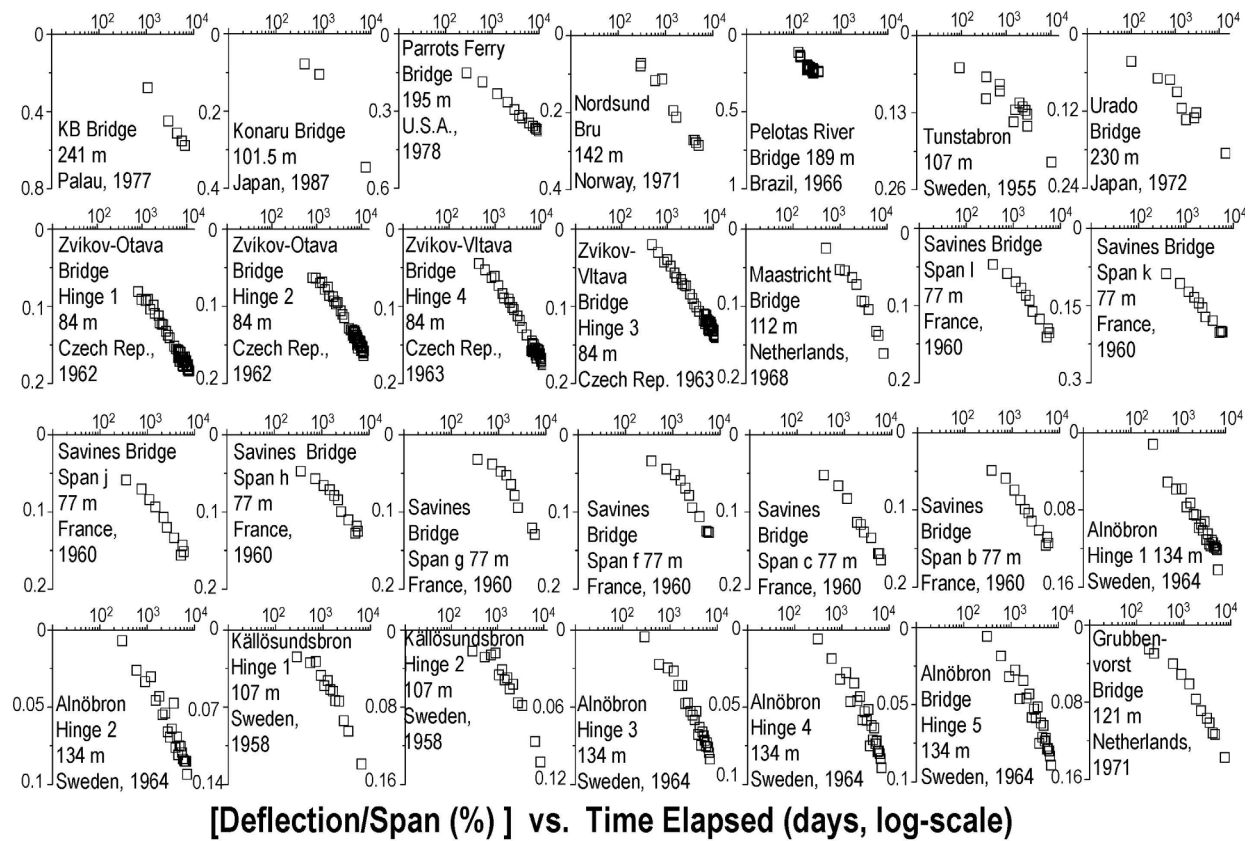 10² 10³ 10⁴
0
0.4
0.8
KB Bridge
241 m
Palau, 1977
10² 10³ 10⁴
0
0.2
0.4
Konaru Bridge
101.5 m
Japan, 1987
10² 10³ 10⁴
0
0.3
0.6
Parrots Ferry
Bridge
195 m
U.S.A.,
1978
10² 10³ 10⁴
0
0.2
0.4
Nordsund
Bru
142 m
Norway, 1971
10² 10³ 10⁴
0
0.5
1
Pelotas River
Bridge 189 m
Brazil, 1966
10² 10³ 10⁴
0
0.13
0.26
Tunstabron
107 m
Sweden, 1955
10² 10³ 10⁴
0
0.12
0.24
Urado
Bridge
230 m
Japan, 1972
10² 10³ 10⁴
0
0.1
0.2
Zvikov-Otava
Bridge
Hinge 1
84 m
Czech Rep.,
1962
10² 10³ 10⁴
0
0.1
0.2
Zvikov-Otava
Bridge
Hinge 2
84 m
Czech Rep.,
1962
10² 10³ 10⁴
0
0.1
0.2
Zvikov-Vltava
Bridge
Hinge 4
84 m
Czech Rep.,
1963
10² 10³ 10⁴
0
0.1
0.2
Zvikov-
Vltava
Bridge
Hinge 3
84 m
Czech Rep. 1963
10² 10³ 10⁴
0
0.1
0.2
Maastricht
Bridge
112 m
Netherlands,
1968
10² 10³ 10⁴
0
0.1
0.2
Savines Bridge
Span l
77 m
France,
1960
10² 10³ 10⁴
0
0.15
0.3
Savines Bridge
Span k
77 m
France,
1960
10² 10³ 10⁴
0
0.1
0.2
Savines Bridge
Span j
77 m
France,
1960
10² 10³ 10⁴
0
0.1
0.2
Savines Bridge
Span h
77 m
France,
1960
10² 10³ 10⁴
0
0.1
0.2
Savines
Bridge
Span g 77 m
France, 1960
10² 10³ 10⁴
0
0.1
0.2
Savines
Bridge
Span f 77 m
France, 1960
10² 10³ 10⁴
0
0.1
0.2
Savines
Bridge
Span c 77 m
France, 1960
10² 10³ 10⁴
0
0.1
0.2
Savines
Bridge
Span b 77 m
France, 1960
10² 10³ 10⁴
0
0.08
0.16
Alnöbron
Hinge 1 134 m
Sweden, 1964
10² 10³ 10⁴
0
0.05
0.1
Alnöbron
Hinge 2
134 m
Sweden, 1964
10² 10³ 10⁴
0
0.07
0.14
Källösundsbron
Hinge 1
107 m
Sweden,
1958
10² 10³ 10⁴
0
0.08
0.16
Källösundsbron
Hinge 2
107 m
Sweden,
1958
10² 10³ 10⁴
0
0.06
0.12
Alnöbron
Hinge 3
134 m
Sweden, 1964
10² 10³ 10⁴
0
0.05
0.1
Alnöbron
Hinge 4
134 m
Sweden, 1964
10² 10³ 10⁴
0
0.05
0.1
Alnöbron
Bridge
Hinge 5
134 m
Sweden, 1964
10² 10³ 10⁴
0
0.08
0.16
Grubben-
vorst
Bridge
121 m
Netherlands,
1971
[Deflection/Span (%) ] vs. Time Elapsed (days, log-scale)